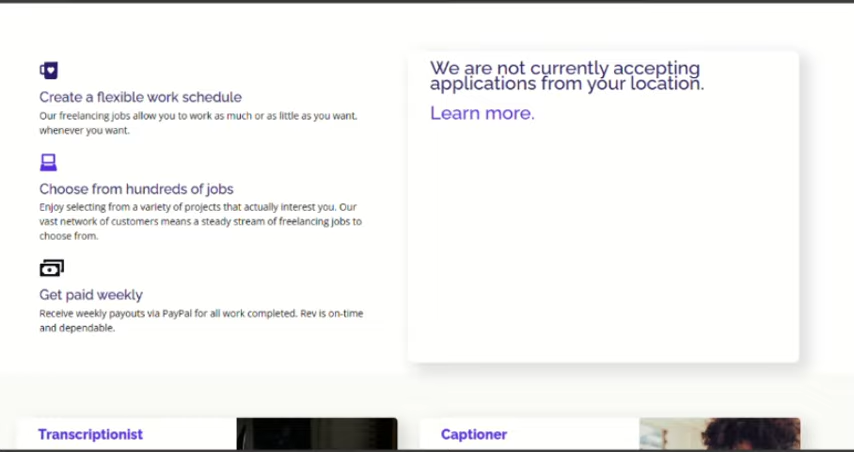 Create a flexible work schedule
Our freelancing jobs allow you to work as much or as little as you want,
whenever you want.
Choose from hundreds of jobs
Enjoy selecting from a variety of projects that actually interest you. Our
vast network of customers means a steady stream of freelancing jobs to
choose from.
Get paid weekly
Receive weekly payouts via PayPal for all work completed. Rev is on-time
and dependable.
We are not currently accepting
applications from your location.
Learn more.
Transcriptionist
Captioner